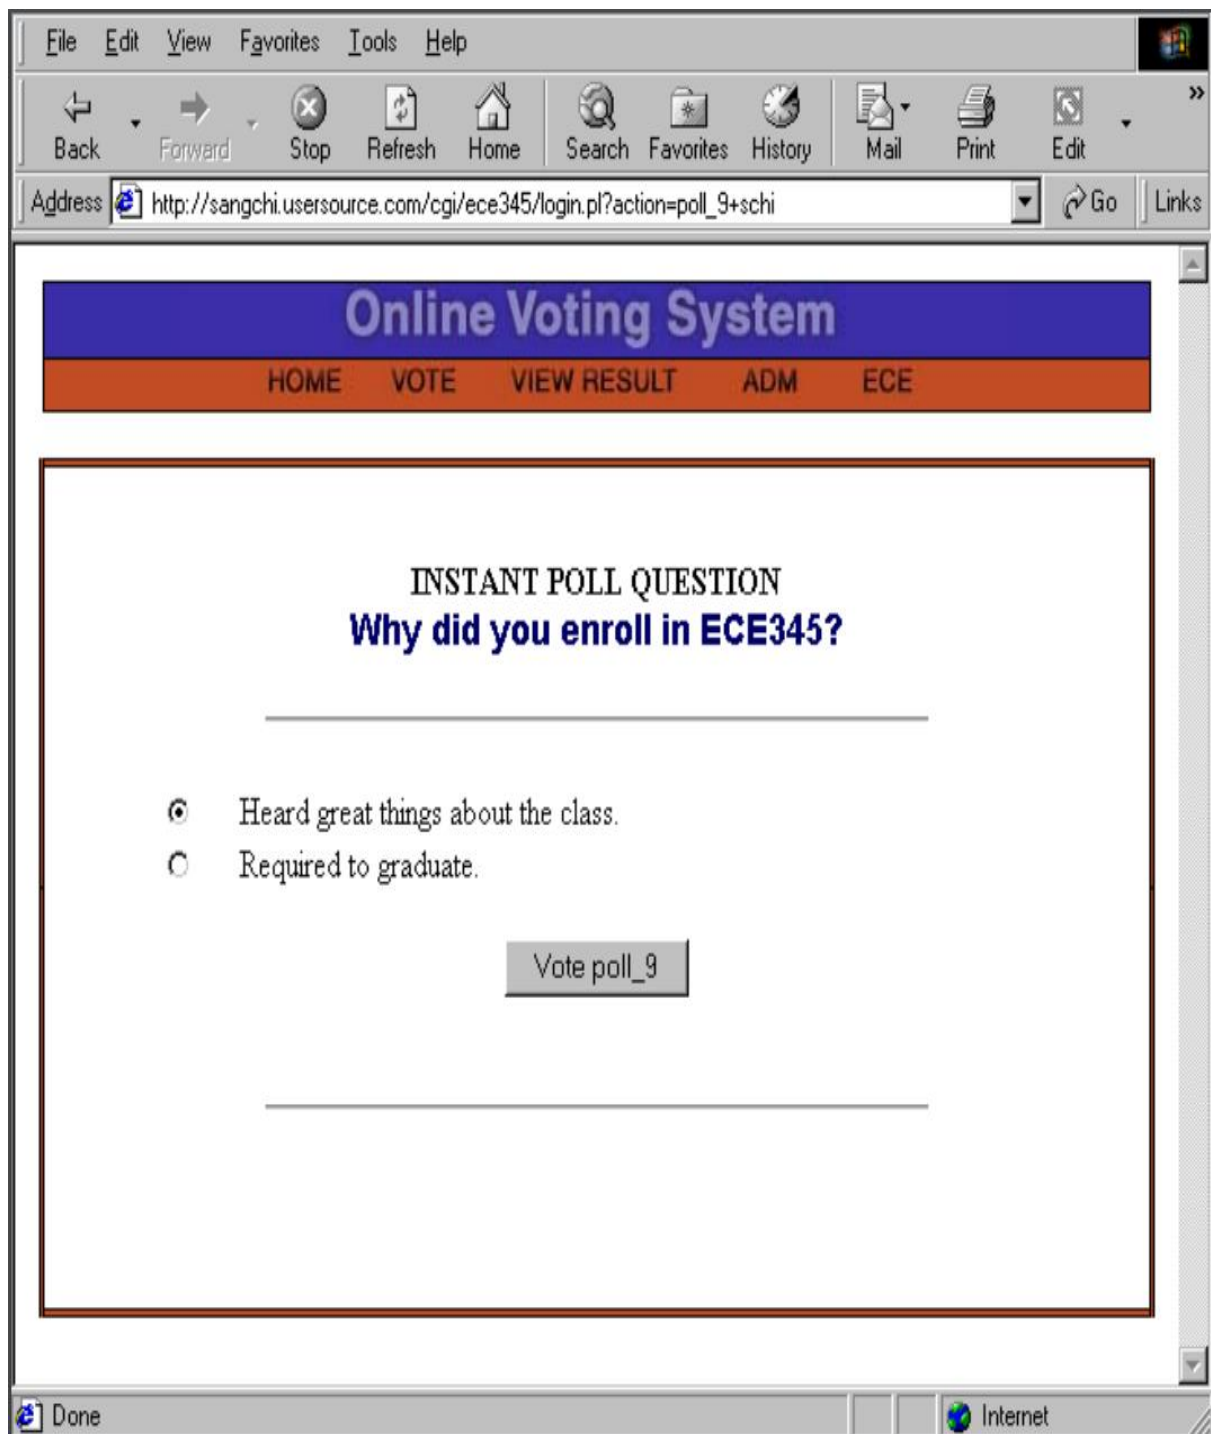 File Edit View Favorites Tools Help
Back Forward Stop Refresh Home Search Favorites History Mail Print Edit »
Address http://sangchi.usersource.com/cgi/ece345/login.pl?action=poll_9+schi Go Links
Online Voting System
HOME VOTE VIEW RESULT ADM ECE
INSTANT POLL QUESTION
Why did you enroll in ECE345?
Heard great things about the class.
Required to graduate.
Vote poll_9
Done Internet